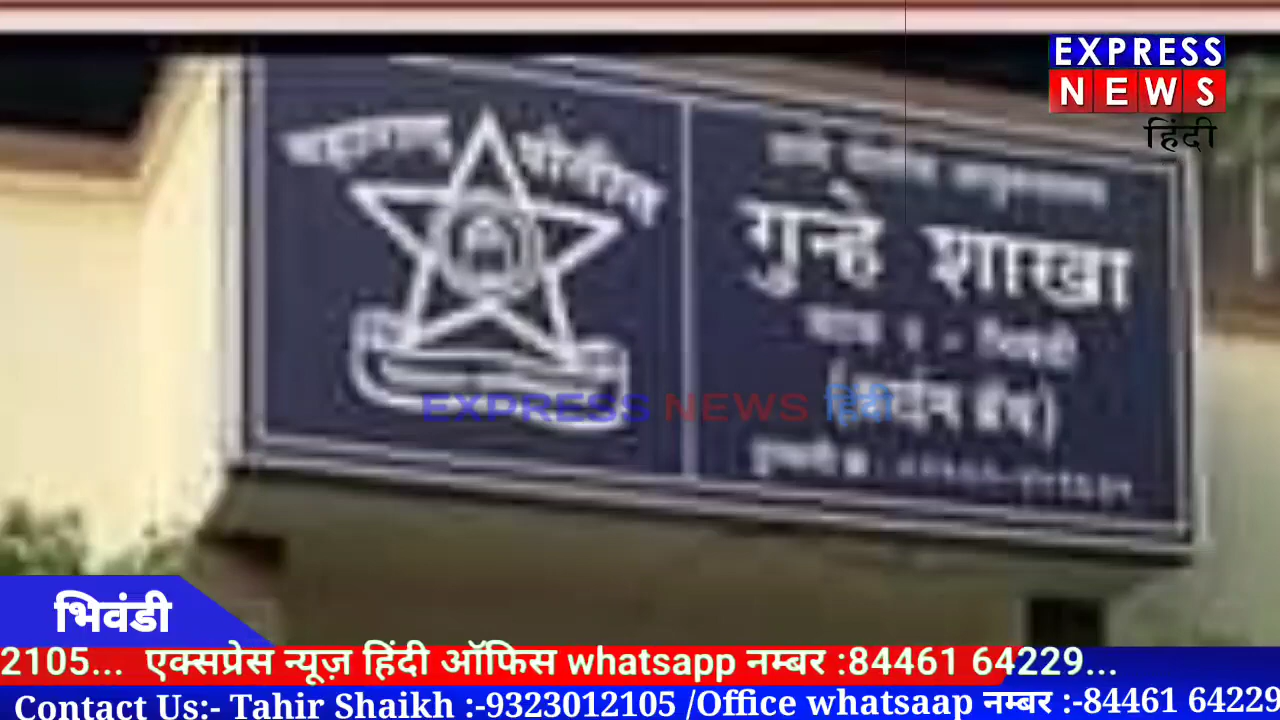 EXPRESS
NEWS
हिंदी
महाराष्ट्र पोलीस
गुन्हे शाखा
EXPRESS NEWS हिंदी
भिवंडी
2105... एक्सप्रेस न्यूज़ हिंदी ऑफिस whatsapp नम्बर :84461 64229...
Contact Us:- Tahir Shaikh :-9323012105 /Office whatsaap नम्बर :-84461 64229